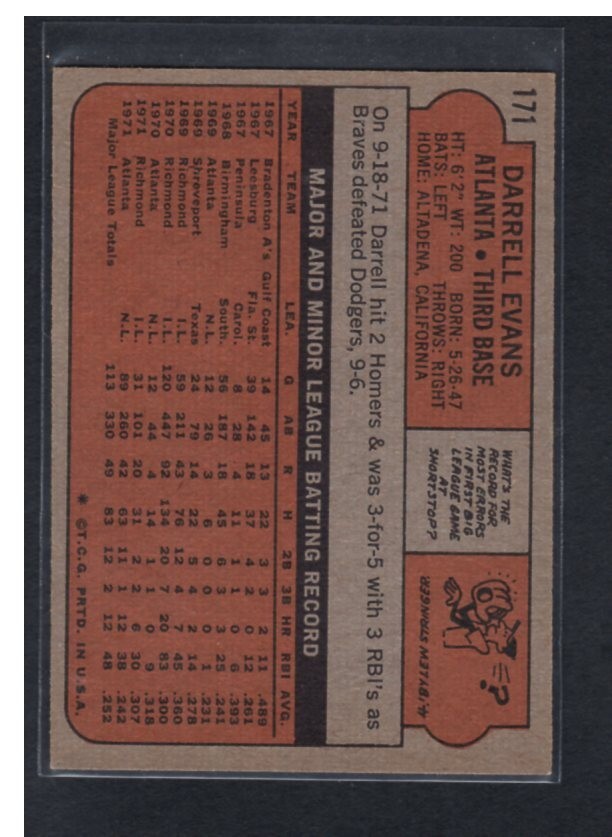 171
DARRELL EVANS
ATLANTA • THIRD BASE
HT: 6'2" WT: 200 BORN: 5-26-47
BATS: LEFT THROWS: RIGHT
HOME: ALTADENA, CALIFORNIA
WHAT'S THE
RECORD FOR
MOST ERRORS
IN FIRST BIG
LEAGUE GAME
AT
SHORTSTOP?
?
On 9-18-71 Darrell hit 2 Homers & was 3-for-5 with 3 RBI's as
Braves defeated Dodgers, 9-6.
MAJOR AND MINOR LEAGUE BATTING RECORD
YEAR TEAM LEA. G AB R H 2B 3B HR RBI AVG.
1967 Bradenton A's Gulf Coast 14 45 13 22 3 3 2 11 .489
1967 Leesburg Fla. St. 39 142 18 37 4 2 0 12 .261
1967 Peninsula Carol. 8 28 4 11 1 1 0 6 .393
1968 Birmingham South. 56 187 18 45 6 3 3 25 .241
1969 Atlanta N.L. 12 26 3 6 0 0 0 1 .231
1969 Shreveport Texas 24 79 14 22 5 4 2 14 .278
1969 Richmond I.L. 59 211 43 76 12 4 7 45 .360
1970 Richmond I.L. 120 447 92 134 20 7 20 83 .300
1970 Atlanta N.L. 12 44 4 14 1 1 0 9 .318
1971 Richmond I.L. 31 101 20 31 2 2 6 30 .307
1971 Atlanta N.L. 89 260 42 63 11 1 12 38 .242
Major League Totals 113 330 49 83 12 2 12 48 .252
* ©T.C.G. PRTD. IN U.S.A.